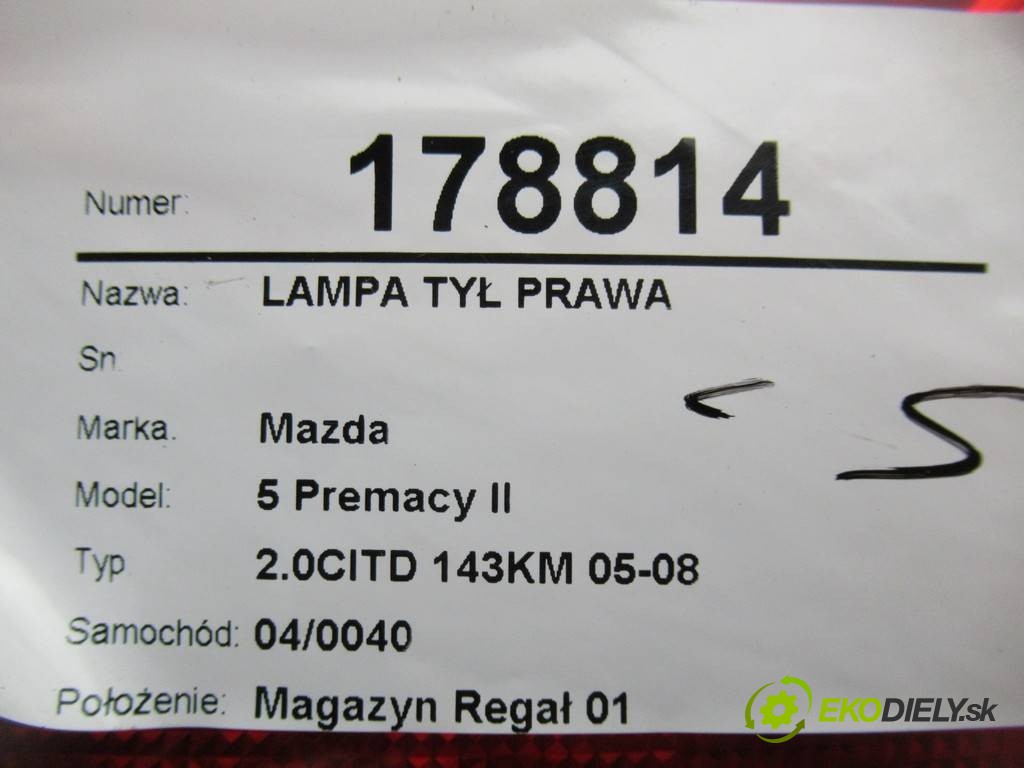 Numer: 178814
Nazwa: LAMPA TYŁ PRAWA
Sn.
Marka. Mazda
Model: 5 Premacy II
Typ 2.0CITD 143KM 05-08
Samochód: 04/0040
Położenie: Magazyn Regał 01
EKODIELY.sk